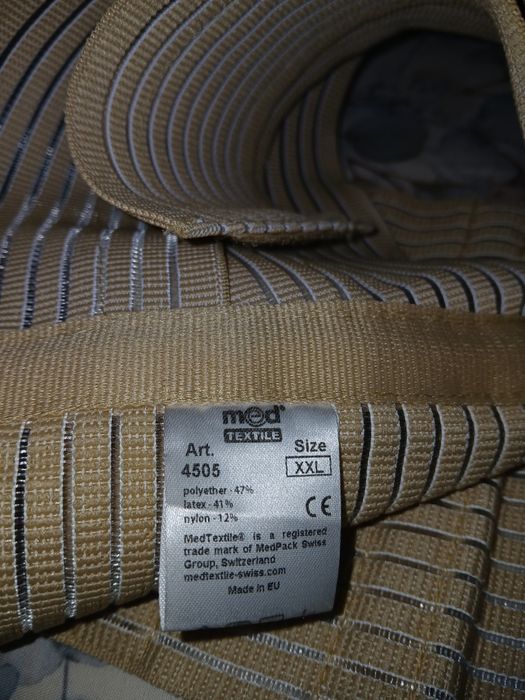 med®
TEXTILE
Art. Size
4505 XXL
polyether - 47%
latex - 41%
nylon - 12%
CE
MedTextile® is a registered
trade mark of MedPack Swiss
Group, Switzerland
medtextile-swiss.com
Made in EU